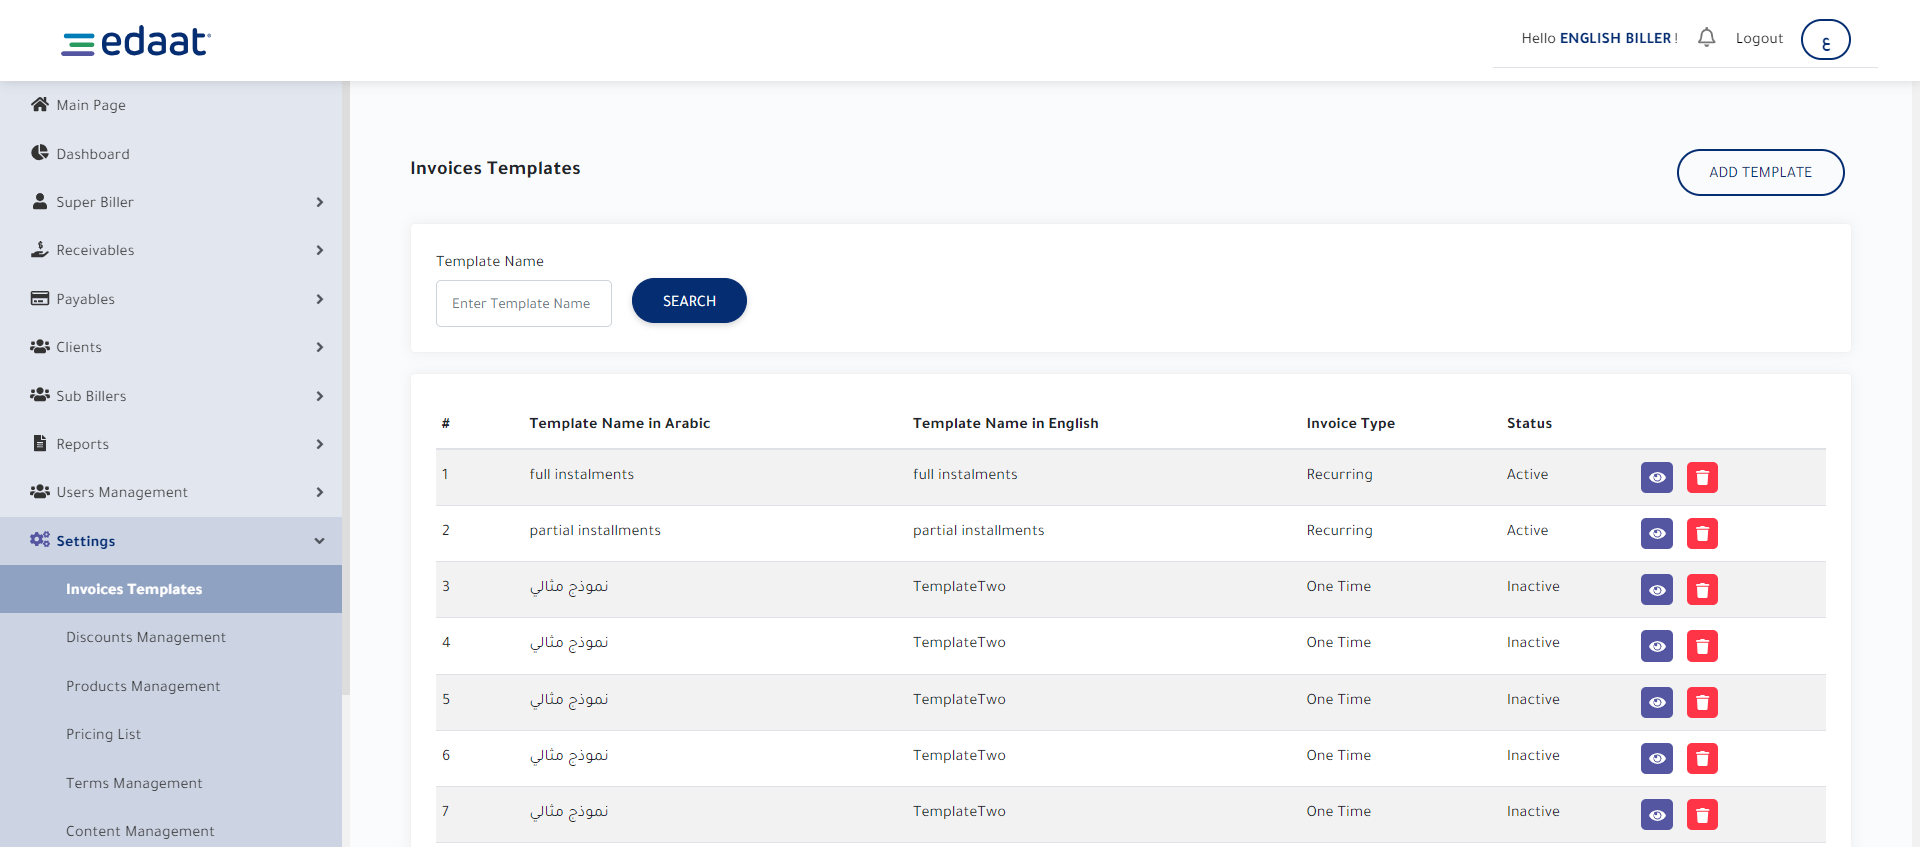 edaat
Hello ENGLISH BILLER !
Logout
ع
Main Page
Dashboard
Super Biller
Receivables
Payables
Clients
Sub Billers
Reports
Users Management
Settings
Invoices Templates
Discounts Management
Products Management
Pricing List
Terms Management
Content Management
Invoices Templates
ADD TEMPLATE
Template Name
Enter Template Name
SEARCH
# Template Name in Arabic Template Name in English Invoice Type Status
1 full instalments full instalments Recurring Active
2 partial installments partial installments Recurring Active
3 نموذج مثالي TemplateTwo One Time Inactive
4 نموذج مثالي TemplateTwo One Time Inactive
5 نموذج مثالي TemplateTwo One Time Inactive
6 نموذج مثالي TemplateTwo One Time Inactive
7 نموذج مثالي TemplateTwo One Time Inactive